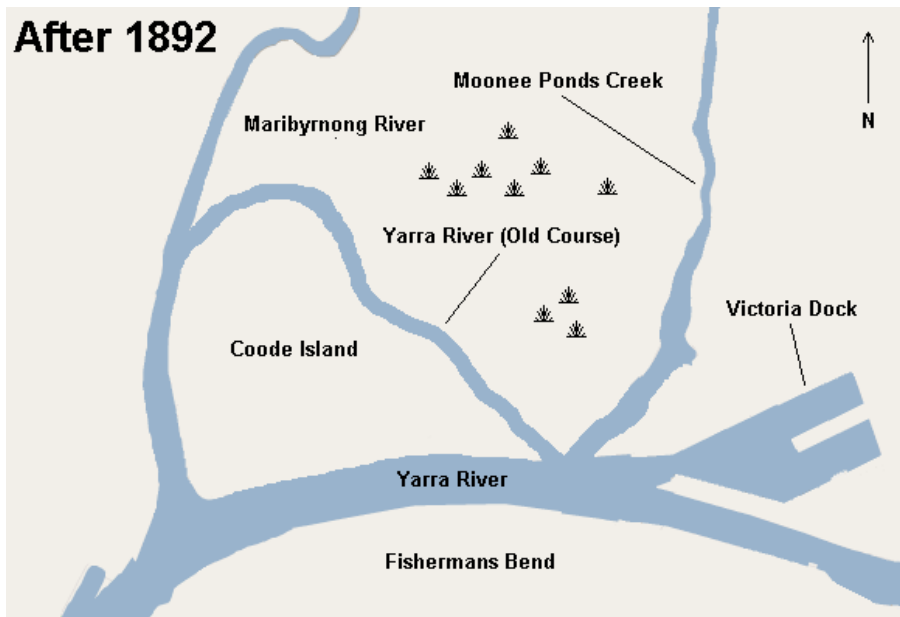 After 1892
Moonee Ponds Creek
N
Maribyrnong River
Yarra River (Old Course)
Victoria Dock
Coode Island
Yarra River
Fishermans Bend